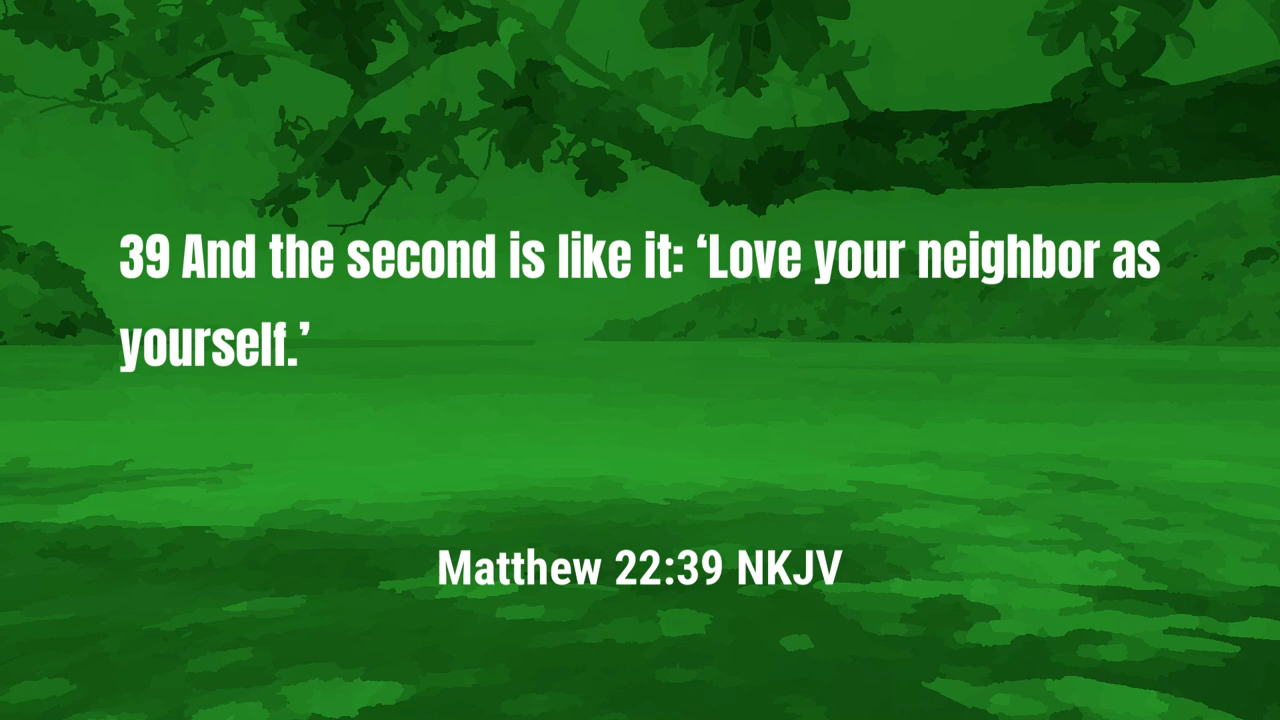 39 And the second is like it: ‘Love your neighbor as
yourself.’
Matthew 22:39 NKJV